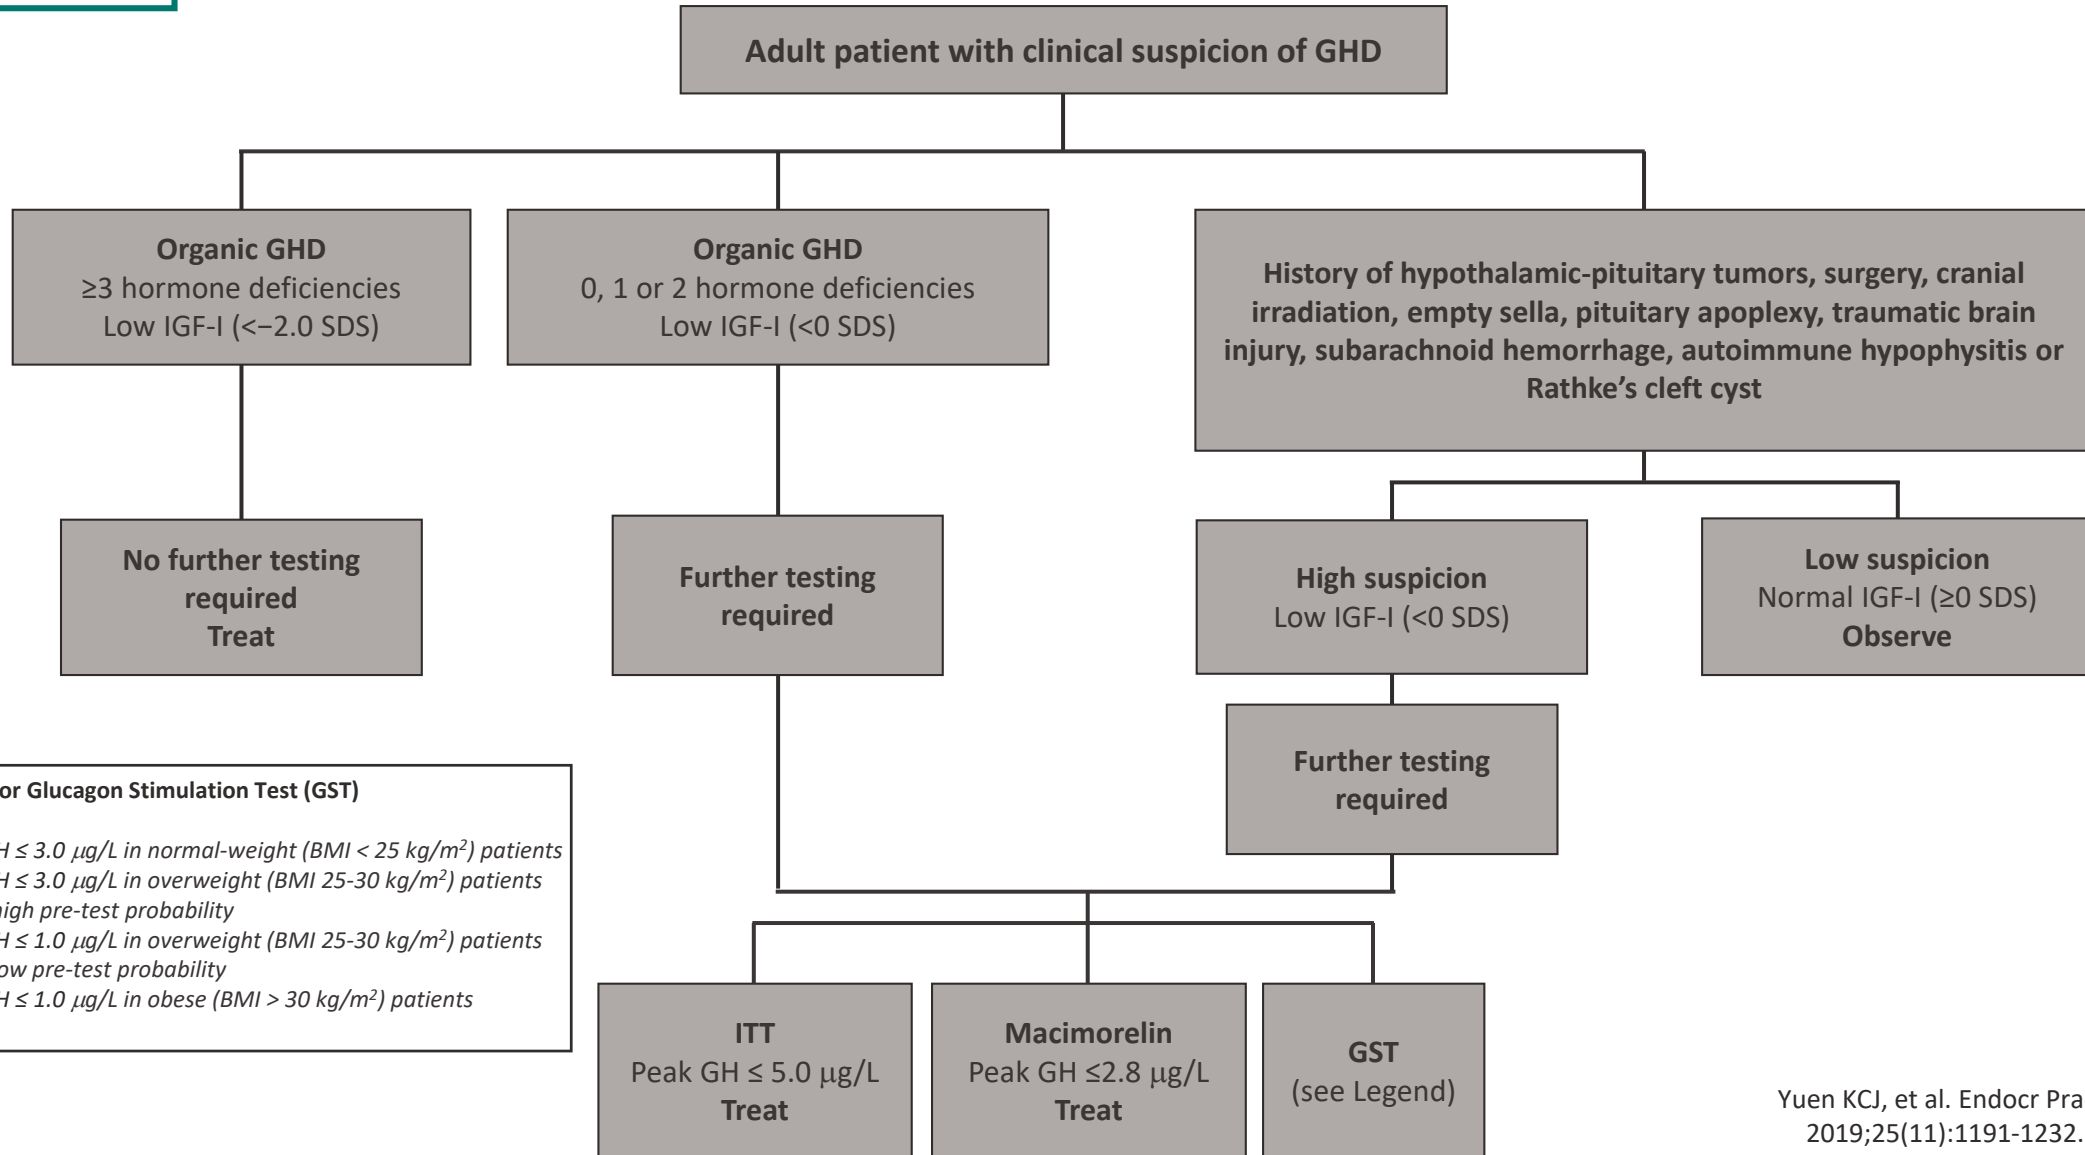 Adult patient with clinical suspicion of GHD
Organic GHD
≥3 hormone deficiencies
Low IGF-I (<−2.0 SDS)
Organic GHD
0, 1 or 2 hormone deficiencies
Low IGF-I (<0 SDS)
History of hypothalamic-pituitary tumors, surgery, cranial
irradiation, empty sella, pituitary apoplexy, traumatic brain
injury, subarachnoid hemorrhage, autoimmune hypophysitis or
Rathke’s cleft cyst
No further testing
required
Treat
Further testing
required
High suspicion
Low IGF-I (<0 SDS)
Low suspicion
Normal IGF-I (≥0 SDS)
Observe
Further testing
required
or Glucagon Stimulation Test (GST)
H ≤ 3.0 µg/L in normal-weight (BMI < 25 kg/m²) patients
H ≤ 3.0 µg/L in overweight (BMI 25-30 kg/m²) patients
high pre-test probability
H ≤ 1.0 µg/L in overweight (BMI 25-30 kg/m²) patients
low pre-test probability
H ≤ 1.0 µg/L in obese (BMI > 30 kg/m²) patients
ITT
Peak GH ≤ 5.0 µg/L
Treat
Macimorelin
Peak GH ≤2.8 µg/L
Treat
GST
(see Legend)
Yuen KCJ, et al. Endocr Pra
2019;25(11):1191-1232.